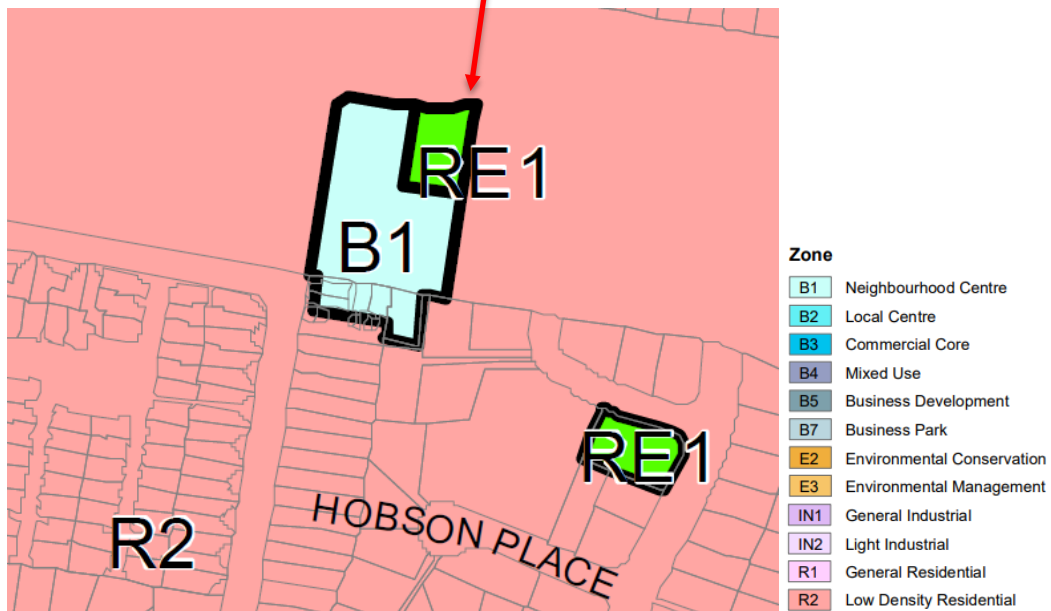 RE1
B1
RE1
HOBSON PLACE
R2
Zone
B1 Neighbourhood Centre
B2 Local Centre
B3 Commercial Core
B4 Mixed Use
B5 Business Development
B7 Business Park
E2 Environmental Conservation
E3 Environmental Management
IN1 General Industrial
IN2 Light Industrial
R1 General Residential
R2 Low Density Residential